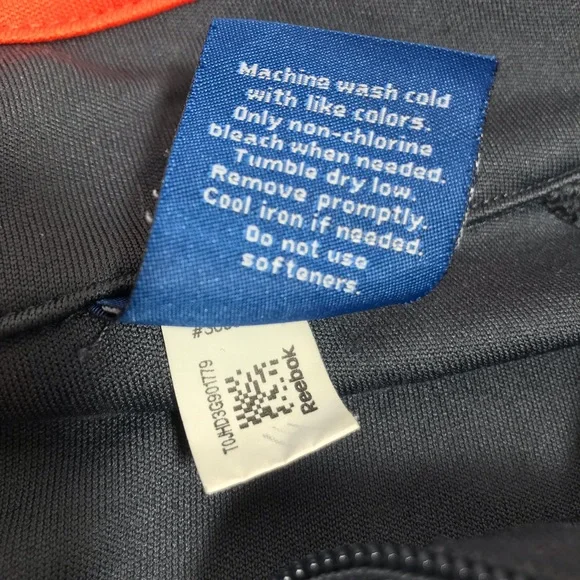 Machine wash cold
with like colors.
Only non-chlorine
bleach when needed.
Tumble dry low.
Remove promptly.
Cool iron if needed.
Do not use
softeners.
T0JHD3G901779
Reebok